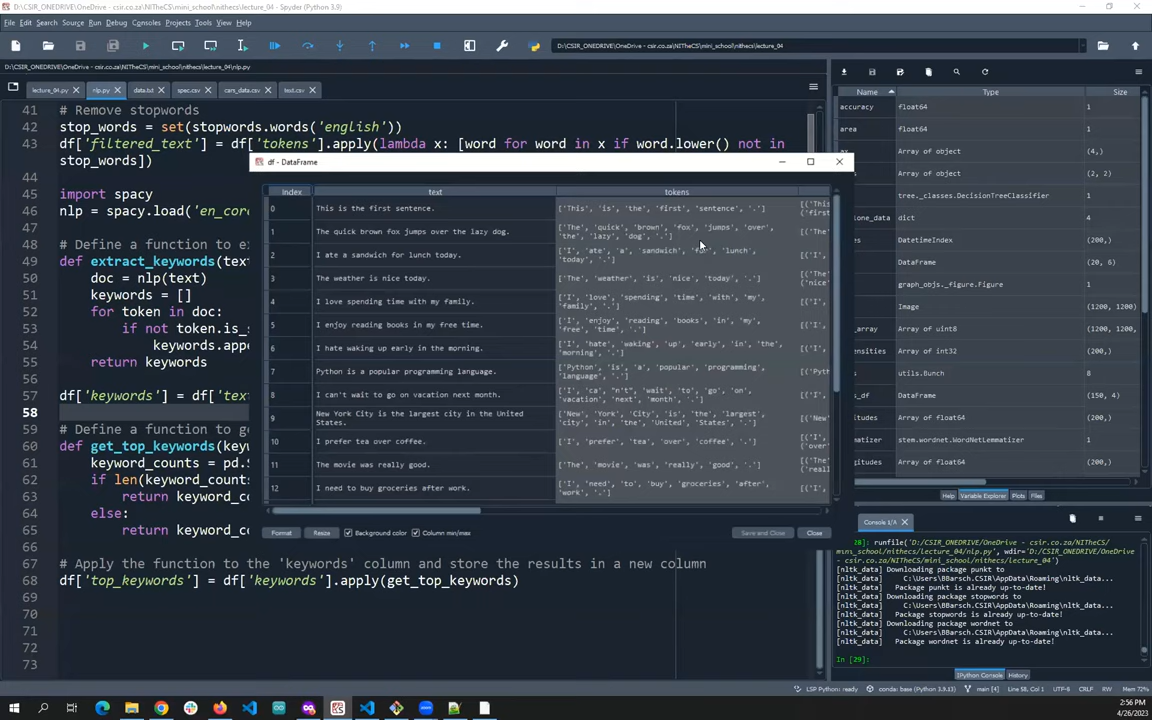 D:\CSIR_ONEDRIVE\OneDrive - csir.co.za\NITheCS\mini_school\nithecs\lecture_04 - Spyder (Python 3.9)
File Edit Search Source Run Debug Consoles Projects Tools View Help
D:\CSIR_ONEDRIVE\OneDrive - csir.co.za\NITheCS\mini_school\nithecs\lecture_04
D:\CSIR_ONEDRIVE\OneDrive - csir.co.za\NITheCS\mini_school\nithecs\lecture_04\nlp.py
lecture_04.py nlp.py data.txt spec.csv cars_data.csv text.csv
41 # Remove stopwords
42 stop_words = set(stopwords.words('english'))
43 df['filtered_text'] = df['tokens'].apply(lambda x: [word for word in x if word.lower() not in
stop_words])
44
45 import spacy
46 nlp = spacy.load('en_core
47
48 # Define a function to ex
49 def extract_keywords(text
50 doc = nlp(text)
51 keywords = []
52 for token in doc:
53 if not token.is_s
54 keywords.appe
55 return keywords
56
57 df['keywords'] = df['tex
58
59 # Define a function to ge
60 def get_top_keywords(keyw
61 keyword_counts = pd.S
62 if len(keyword_counts
63 return keyword_co
64 else:
65 return keyword_co
66
67 # Apply the function to the 'keywords' column and store the results in a new column
68 df['top_keywords'] = df['keywords'].apply(get_top_keywords)
69
70
71
72
73
df - DataFrame
Index text tokens
0 This is the first sentence. ['This', 'is', 'the', 'first', 'sentence', '.'] [('This
'first
1 The quick brown fox jumps over the lazy dog. ['The', 'quick', 'brown', 'fox', 'jumps', 'over', 'the', 'lazy', 'dog', '.'] [('The'
2 I ate a sandwich for lunch today. ['I', 'ate', 'a', 'sandwich', 'for', 'lunch', 'today', '.'] [('I',
3 The weather is nice today. ['The', 'weather', 'is', 'nice', 'today', '.'] [('The
'nice'
4 I love spending time with my family. ['I', 'love', 'spending', 'time', 'with', 'my', 'family', '.'] [('I',
5 I enjoy reading books in my free time. ['I', 'enjoy', 'reading', 'books', 'in', 'my', 'free', 'time', '.'] [('I',
6 I hate waking up early in the morning. ['I', 'hate', 'waking', 'up', 'early', 'in', 'the', 'morning', '.'] [('I',
7 Python is a popular programming language. ['Python', 'is', 'a', 'popular', 'programming', 'language', '.'] [('Pyt
8 I can't wait to go on vacation next month. ['I', 'ca', "n't", 'wait', 'to', 'go', 'on', 'vacation', 'next', 'month', '.'] [('I',
9 New York City is the largest city in the United States. ['New', 'York', 'City', 'is', 'the', 'largest', 'city', 'in', 'the', 'United', 'States', '.'] [('New
10 I prefer tea over coffee. ['I', 'prefer', 'tea', 'over', 'coffee', '.'] [('I',
'over'
11 The movie was really good. ['The', 'movie', 'was', 'really', 'good', '.'] [('The
'reall
12 I need to buy groceries after work. ['I', 'need', 'to', 'buy', 'groceries', 'after', 'work', '.'] [('I',
Format Resize Background color Column min/max Save and Close Close
Name Type Size
accuracy float64 1
area float64 1
Array of object (4,)
Array of object (2, 2)
tree._classes.DecisionTreeClassifier 1
dict 4
DatetimeIndex
DataFrame (20, 6)
graph_objs._figure.Figure 1
Image (1200, 1200)
_array Array of uint8 (1200, 1200,
ensities Array of int32 (200,)
utils.Bunch 8
s_df DataFrame (150, 4)
itudes Array of float64 (200,)
mmatizer stem.wordnet.WordNetLemmatizer 1
gitudes Array of float64 (200,)
Help Variable Explorer Plots Files
Console 1/A
28]: runfile('D:/CSIR_ONEDRIVE/OneDrive - csir.co.za/NITheCS/
mini_school/nithecs/lecture_04/nlp.py', wdir='D:/CSIR_ONEDRIVE/OneDrive -
csir.co.za/NITheCS/mini_school/nithecs/lecture_04')
[nltk_data] Downloading package punkt to
[nltk_data] C:\Users\BBarsch.CSIR\AppData\Roaming\nltk_data...
[nltk_data] Package punkt is already up-to-date!
[nltk_data] Downloading package stopwords to
[nltk_data] C:\Users\BBarsch.CSIR\AppData\Roaming\nltk_data...
[nltk_data] Package stopwords is already up-to-date!
[nltk_data] Downloading package wordnet to
[nltk_data] C:\Users\BBarsch.CSIR\AppData\Roaming\nltk_data...
[nltk_data] Package wordnet is already up-to-date!
In [29]:
IPython Console History
LSP Python: ready conda: base (Python 3.9.13) main [4] Line 58, Col 1 UTF-8 CRLF RW Mem 72%
2:56 PM
4/26/2023